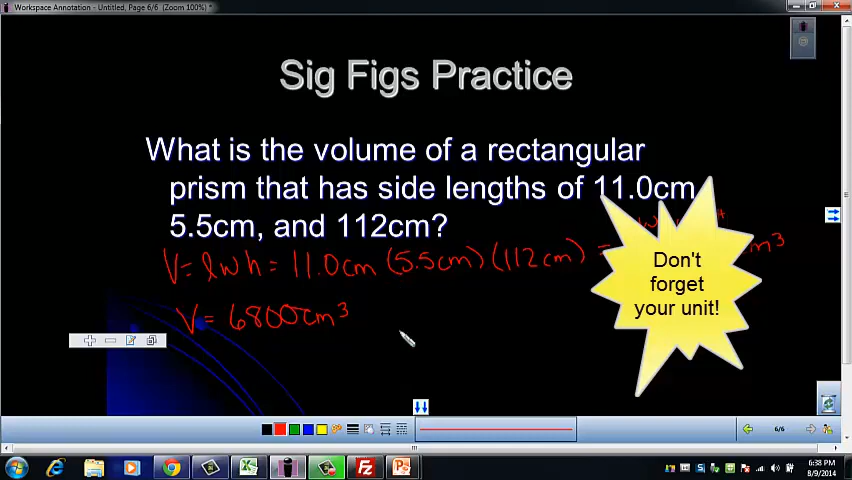 Workspace Annotation - Untitled, Page 6/6 (Zoom 100%) *
Sig Figs Practice
What is the volume of a rectangular
prism that has side lengths of 11.0cm
5.5cm, and 112cm?
V= l w h = 11.0cm (5.5cm) (112cm) = m³
V= 6800cm³
Don't
forget
your unit!
6/6
6:38 PM
8/9/2014